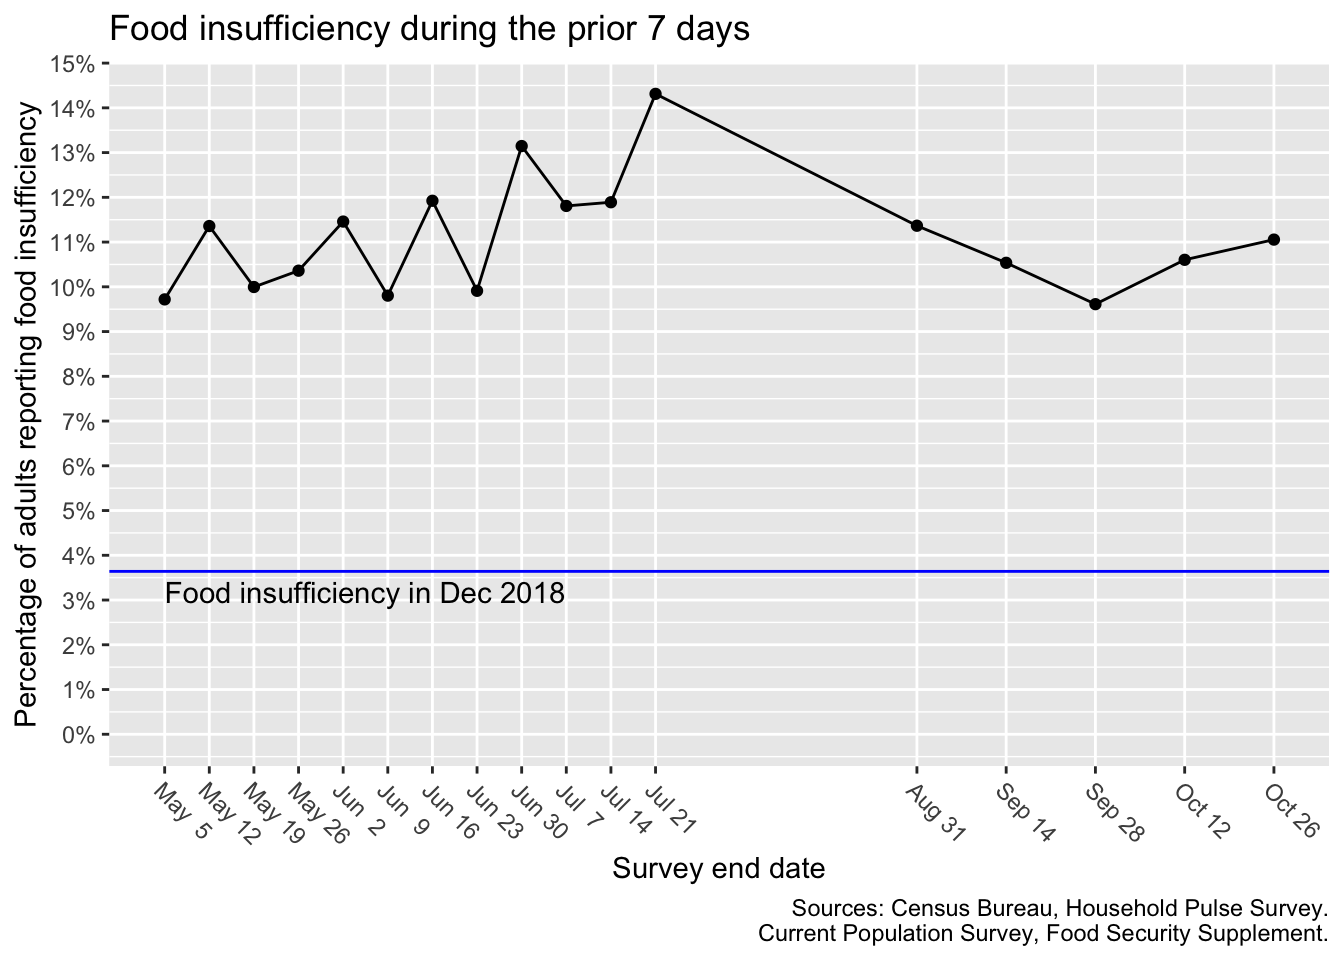 Food insufficiency during the prior 7 days
Percentage of adults reporting food insufficiency
15%
14%
13%
12%
11%
10%
9%
8%
7%
6%
5%
4%
3%
2%
1%
0%
Food insufficiency in Dec 2018
May 5
May 12
May 19
May 26
Jun 2
Jun 9
Jun 16
Jun 23
Jun 30
Jul 7
Jul 14
Jul 21
Aug 31
Sep 14
Sep 28
Oct 12
Oct 26
Survey end date
Sources: Census Bureau, Household Pulse Survey.
Current Population Survey, Food Security Supplement.